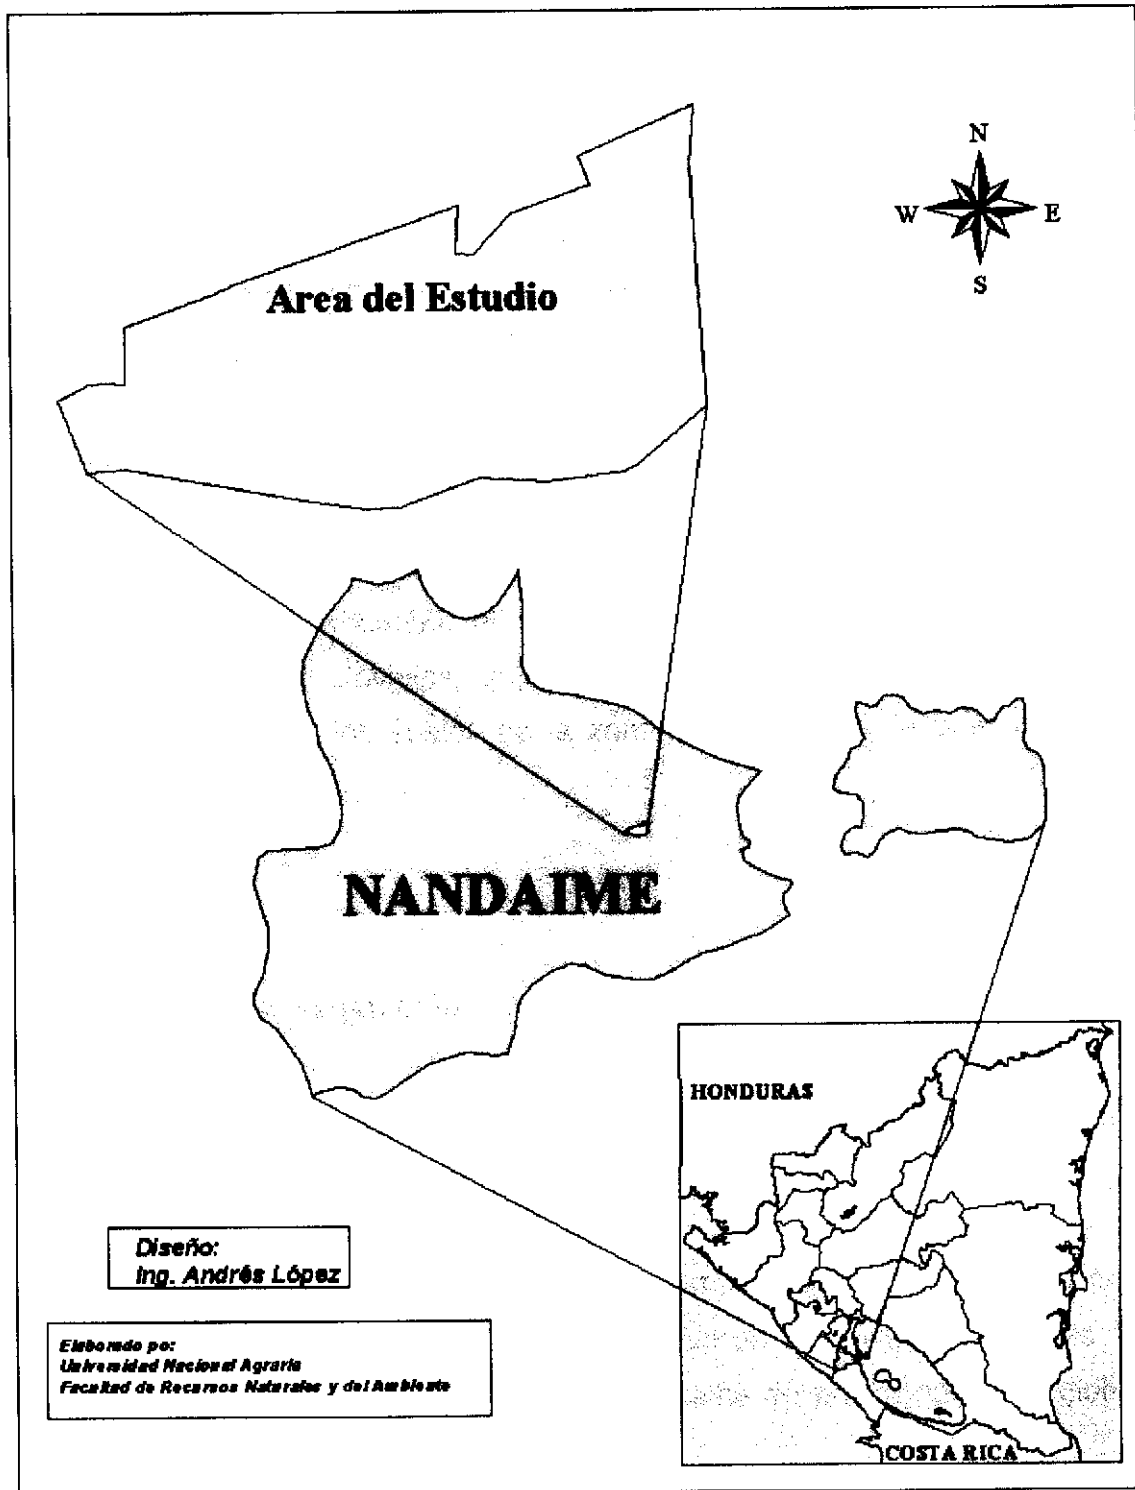 N
W E
S
Area del Estudio
NANDAIME
HONDURAS
COSTA RICA
Diseño:
Ing. Andrés López
Elaborado por:
Universidad Nacional Agraria
Facultad de Recursos Naturales y del Ambiente